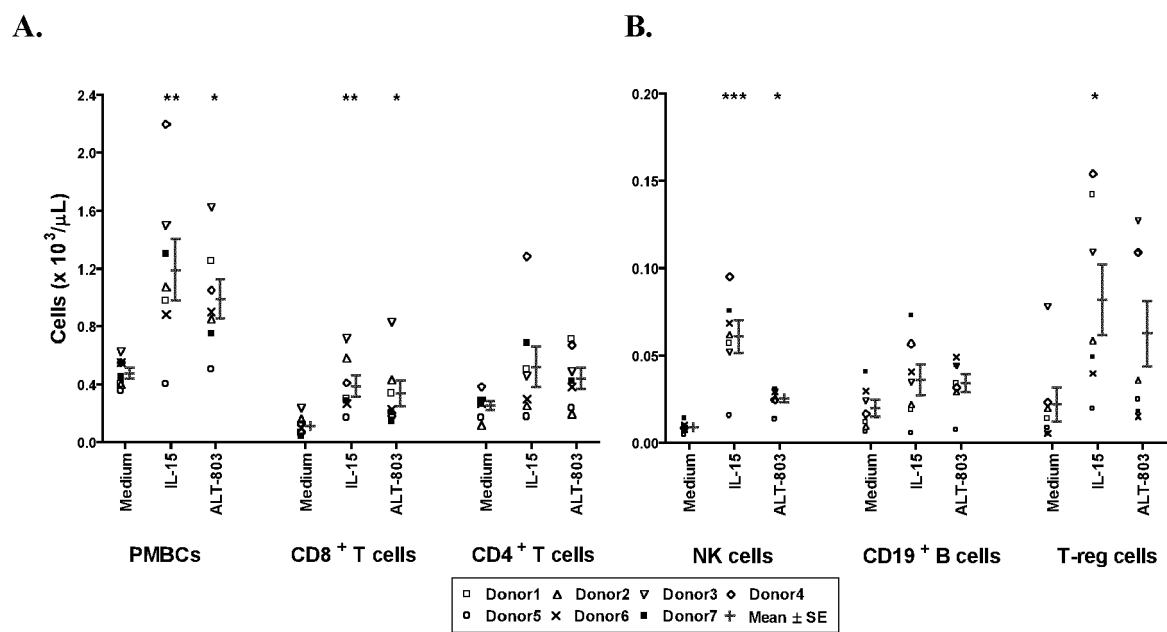 A.
B.
** * ** *
*** * *
2.4
2.0
1.6
1.2
0.8
0.4
0.0
Cells (x 10³/μL)
0.20
0.15
0.10
0.05
0.00
Medium
IL-15
ALT-803
Medium
IL-15
ALT-803
Medium
IL-15
ALT-803
Medium
IL-15
ALT-803
Medium
IL-15
ALT-803
Medium
IL-15
ALT-803
PMBCs CD8⁺ T cells CD4⁺ T cells
NK cells CD19⁺ B cells T-reg cells
Donor1 Donor2 Donor3 Donor4
Donor5 Donor6 Donor7 Mean ± SE